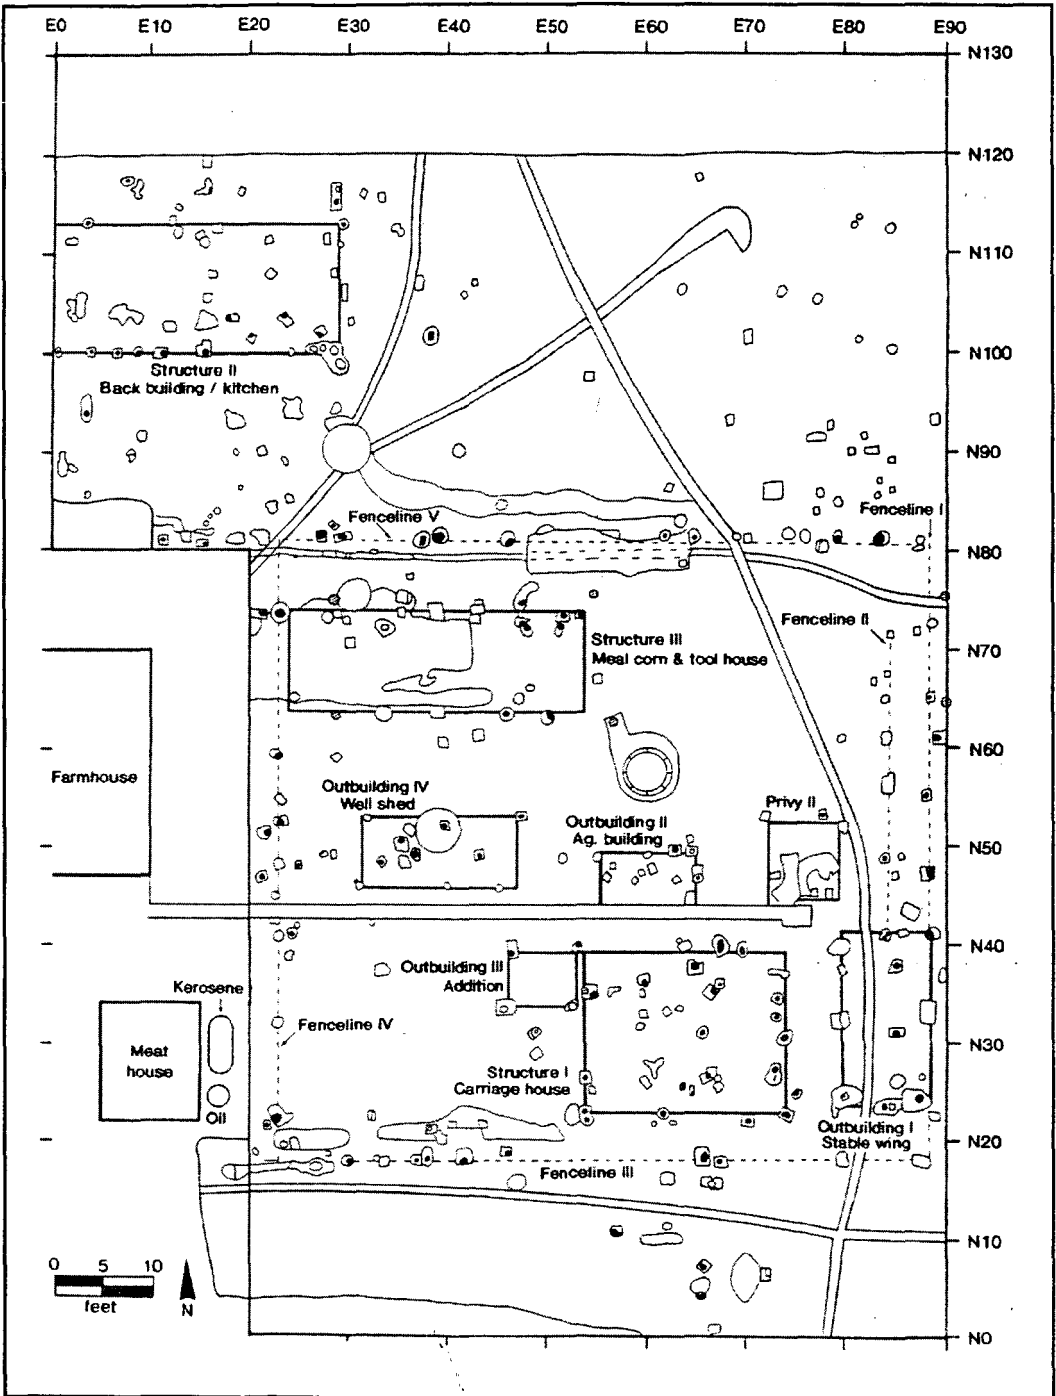 E0 E10 E20 E30 E40 E50 E60 E70 E80 E90
N130
N120
N110
N100
Structure II
Back building / kitchen
N90
Fenceline V
Fenceline I
N80
Fenceline II
Structure III
Meal corn & tool house
N70
N60
Farmhouse
Outbuilding IV
Well shed
Privy II
Outbuilding II
Ag. building
N50
N40
Outbuilding III
Addition
Kerosene
Fenceline IV
Meat
house
N30
Structure I
Carriage house
Oil
Outbuilding I
Stable wing
N20
Fenceline III
N10
0 5 10
feet
N
N0